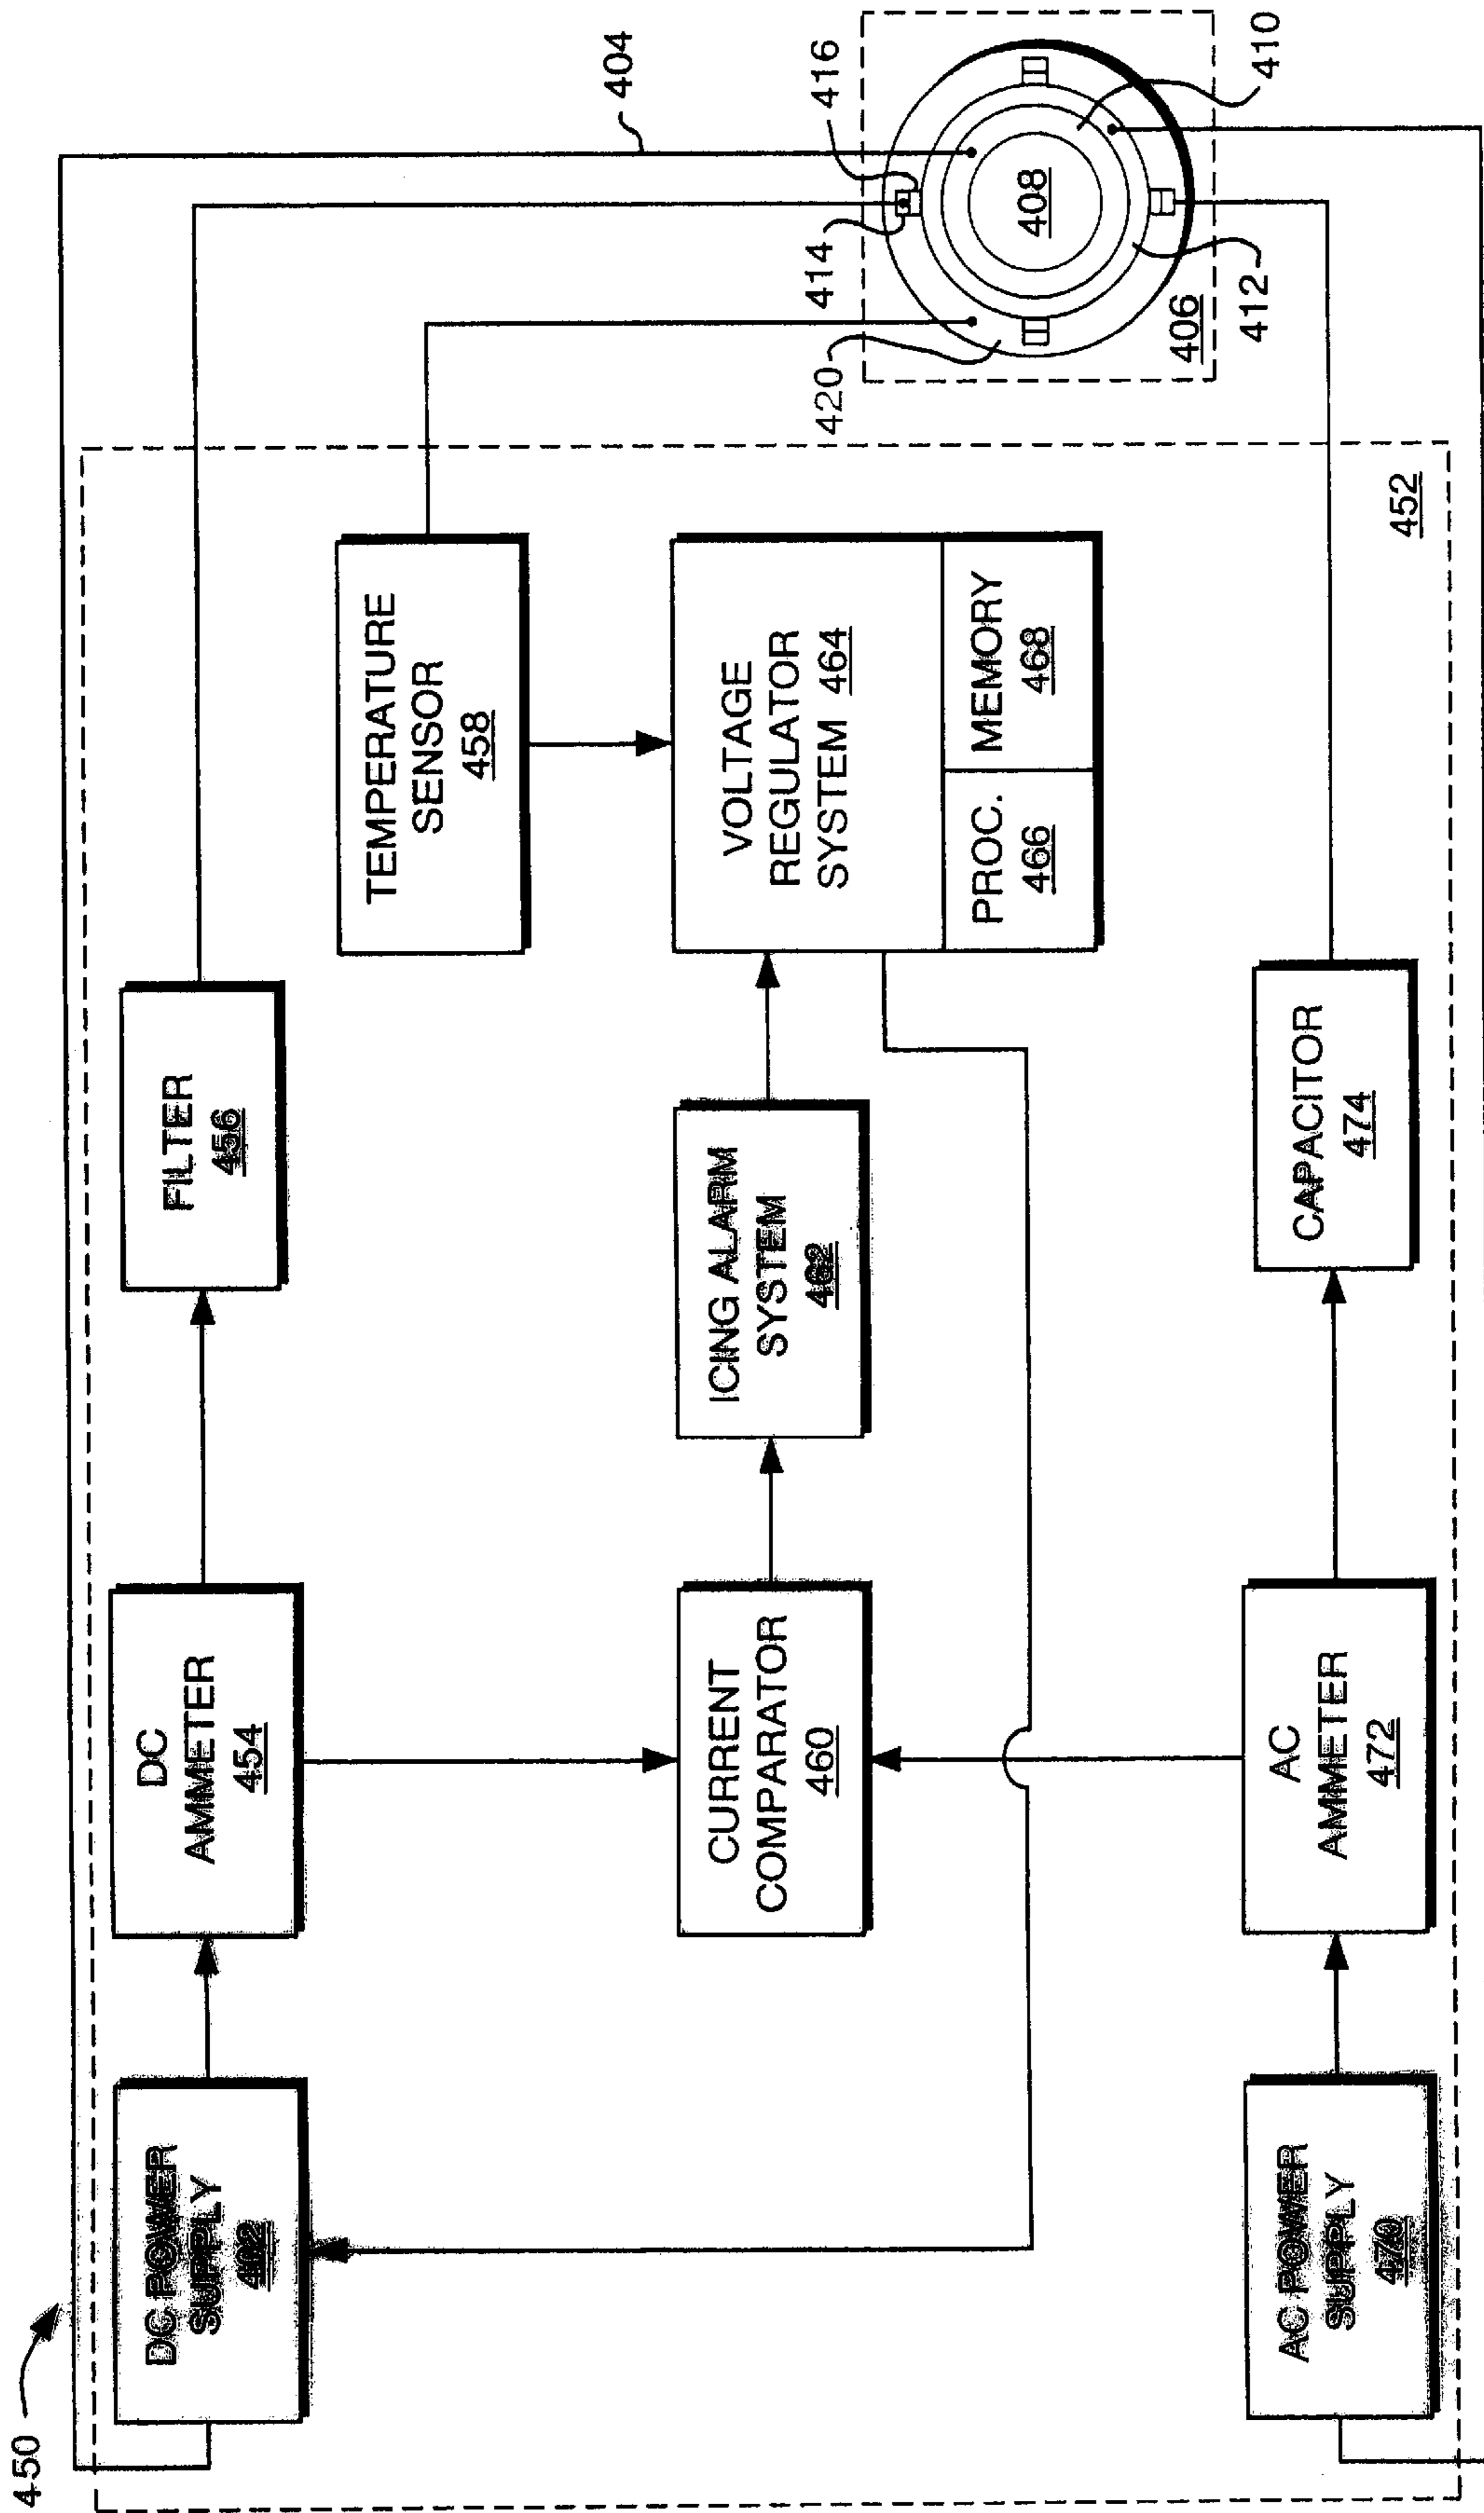 450
404
DC POWER
SUPPLY
402
DC
AMMETER
454
FILTER
456
TEMPERATURE
SENSOR
458
CURRENT
COMPARATOR
460
ICING ALARM
SYSTEM
462
VOLTAGE
REGULATOR
SYSTEM 464
PROC.
466
MEMORY
468
AC POWER
SUPPLY
470
AC
AMMETER
472
CAPACITOR
474
452
420
414
416
408
406
412
410